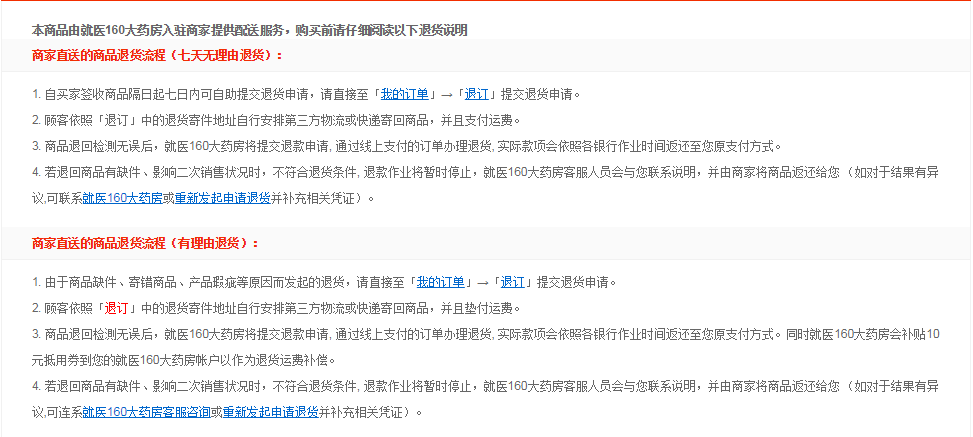 本商品由就医160大药房入驻商家提供配送服务，购买前请仔细阅读以下退货说明
商家直送的商品退货流程（七天无理由退货）：
1. 自买家签收商品隔日起七日内可自助提交退货申请，请直接至「我的订单」→「退订」提交退货申请。
2. 顾客依照「退订」中的退货寄件地址自行安排第三方物流或快递寄回商品，并且支付运费。
3. 商品退回检测无误后，就医160大药房将提交退款申请, 通过线上支付的订单办理退货, 实际款项会依照各银行作业时间返还至您原支付方式。
4. 若退回商品有缺件、影响二次销售状况时，不符合退货条件, 退款作业将暂时停止，就医160大药房客服人员会与您联系说明，并由商家将商品返还给您 （如对于结果有异
议,可联系就医160大药房或重新发起申请退货并补充相关凭证）。
商家直送的商品退货流程（有理由退货）：
1. 由于商品缺件、寄错商品、产品瑕疵等原因而发起的退货，请直接至「我的订单」→「退订」提交退货申请。
2. 顾客依照「退订」中的退货寄件地址自行安排第三方物流或快递寄回商品，并且垫付运费。
3. 商品退回检测无误后，就医160大药房将提交退款申请, 通过线上支付的订单办理退货, 实际款项会依照各银行作业时间返还至您原支付方式。同时就医160大药房会补贴10
元抵用券到您的就医160大药房帐户以作为退货运费补偿。
4. 若退回商品有缺件、影响二次销售状况时，不符合退货条件, 退款作业将暂时停止，就医160大药房客服人员会与您联系说明，并由商家将商品返还给您 （如对于结果有异
议,可连系就医160大药房客服咨询或重新发起申请退货并补充相关凭证）。